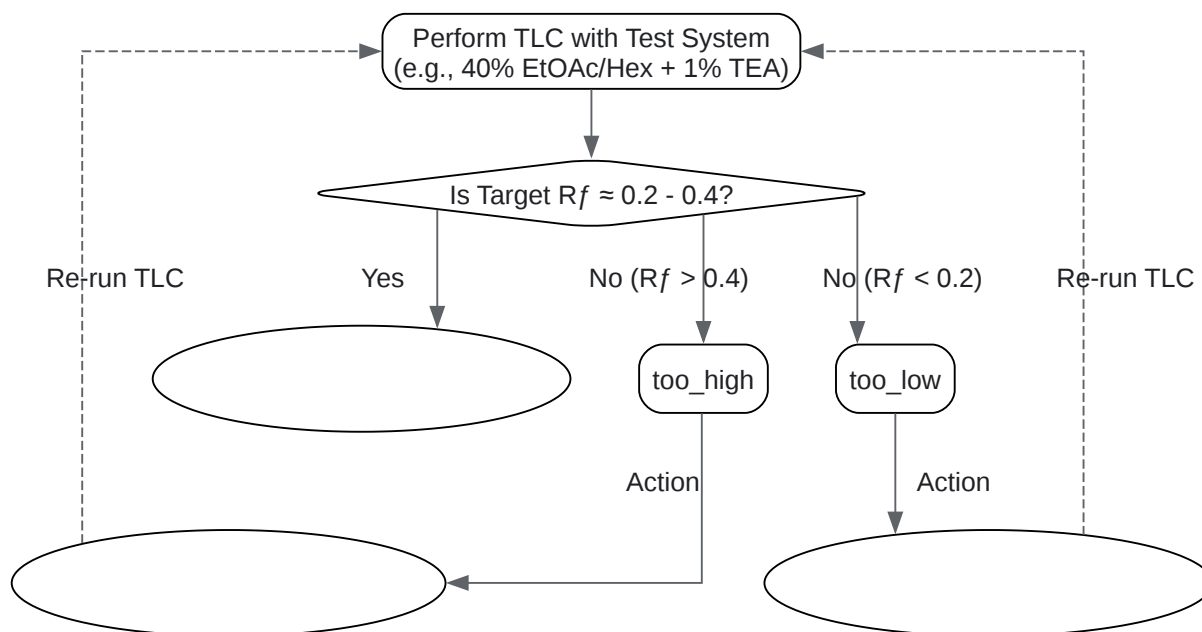 Perform TLC with Test System
(e.g., 40% EtOAc/Hex + 1% TEA)
Is Target Rƒ ≈ 0.2 - 0.4?
Re-run TLC
Yes
No (Rƒ > 0.4)
No (Rƒ < 0.2)
Re-run TLC
too_high
too_low
Action
Action